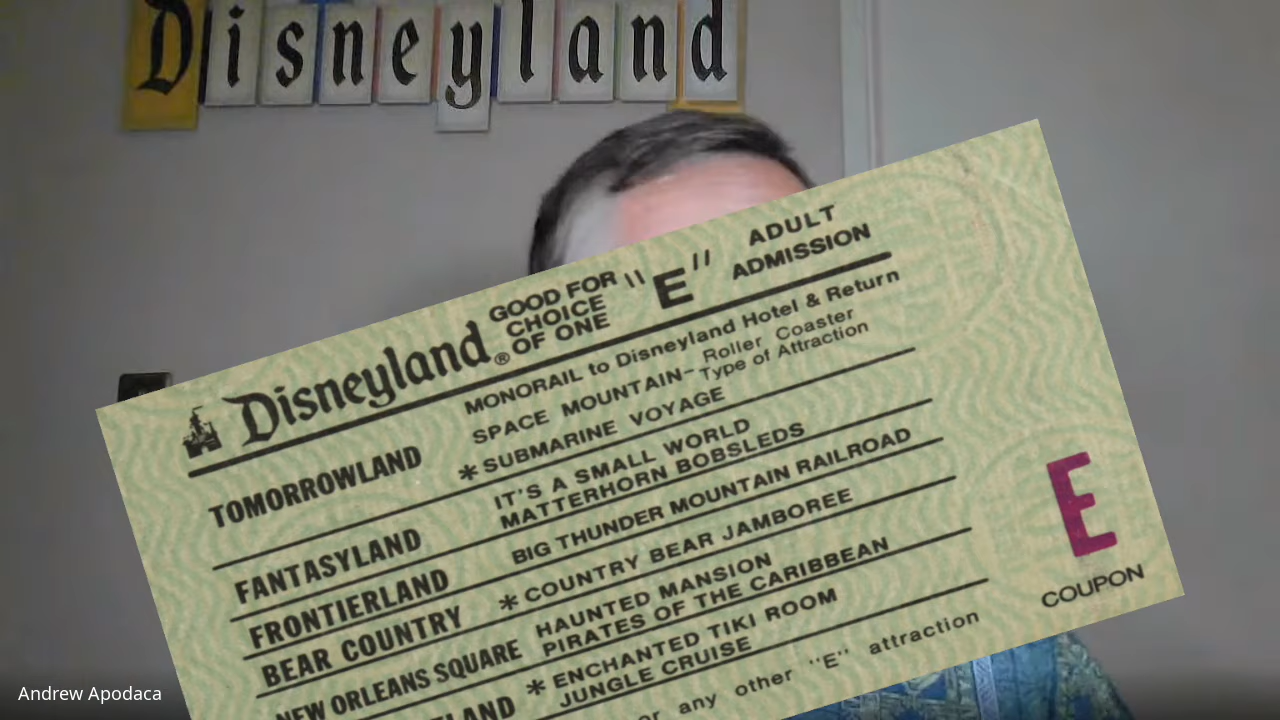 Disneyland
Disneyland® GOOD FOR CHOICE OF ONE "E" ADULT ADMISSION
TOMORROWLAND
MONORAIL to Disneyland Hotel & Return
SPACE MOUNTAIN- Roller Coaster Type of Attraction
* SUBMARINE VOYAGE
FANTASYLAND
IT'S A SMALL WORLD
MATTERHORN BOBSLEDS
FRONTIERLAND
BIG THUNDER MOUNTAIN RAILROAD
BEAR COUNTRY
* COUNTRY BEAR JAMBOREE
NEW ORLEANS SQUARE
HAUNTED MANSION
PIRATES OF THE CARIBBEAN
* ENCHANTED TIKI ROOM
JUNGLE CRUISE
any other "E" attraction
E
COUPON
Andrew Apodaca